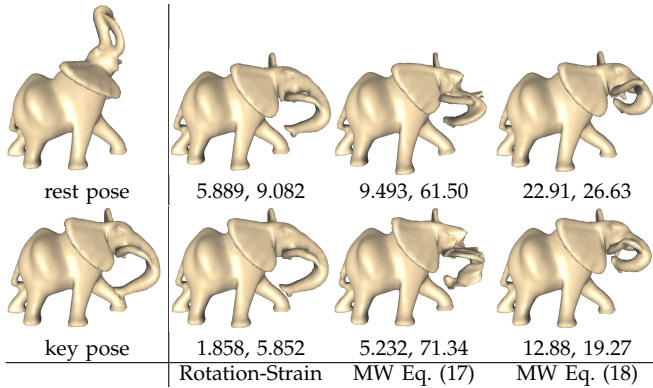 rest pose 5.889, 9.082 9.493, 61.50 22.91, 26.63
key pose 1.858, 5.852 5.232, 71.34 12.88, 19.27
Rotation-Strain MW Eq. (17) MW Eq. (18)